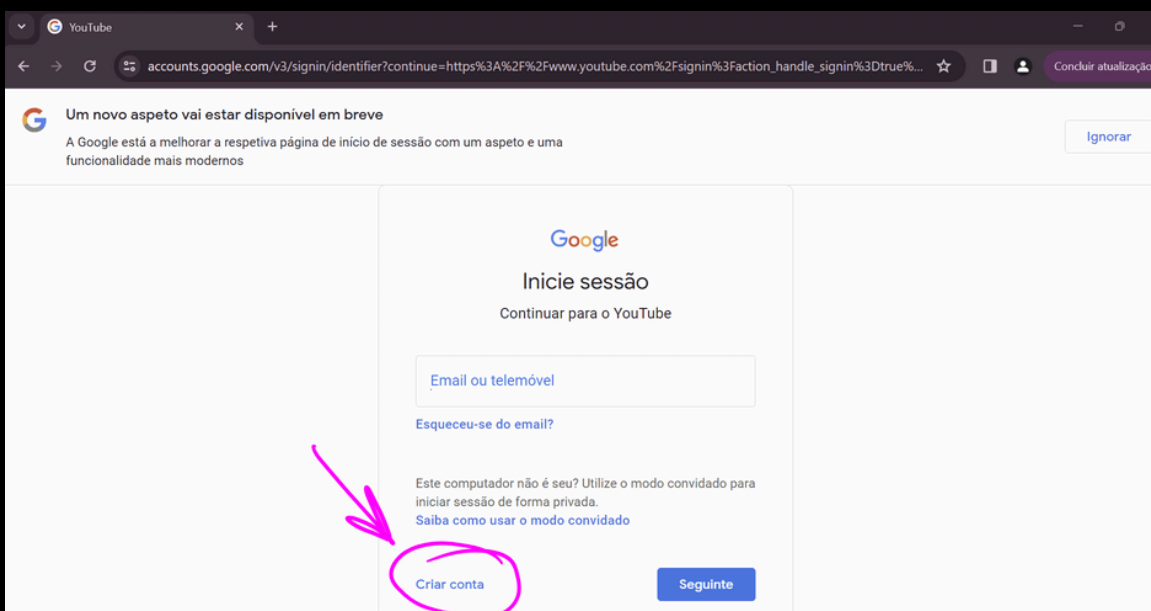 YouTube
accounts.google.com/v3/signin/identifier?continue=https%3A%2F%2Fwww.youtube.com%2Fsignin%3Faction_handle_signin%3Dtrue%...
Concluir atualização
Um novo aspeto vai estar disponível em breve
A Google está a melhorar a respetiva página de início de sessão com um aspeto e uma
funcionalidade mais modernos
Ignorar
Google
Inicie sessão
Continuar para o YouTube
Email ou telemóvel
Esqueceu-se do email?
Este computador não é seu? Utilize o modo convidado para
iniciar sessão de forma privada.
Saiba como usar o modo convidado
Criar conta
Seguinte